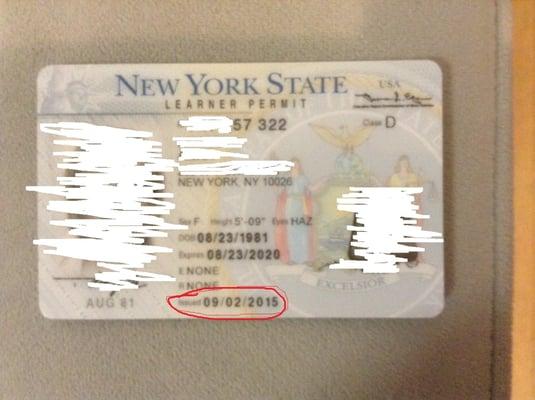 NEW YORK STATE
USA
LEARNER PERMIT
57 322
Class D
NEW YORK, NY 10026
Sex F Height 5'-09" Eyes HAZ
DOB 08/23/1981
Expires 08/23/2020
E NONE
R NONE
Issued 09/02/2015
AUG 81
EXCELSIOR